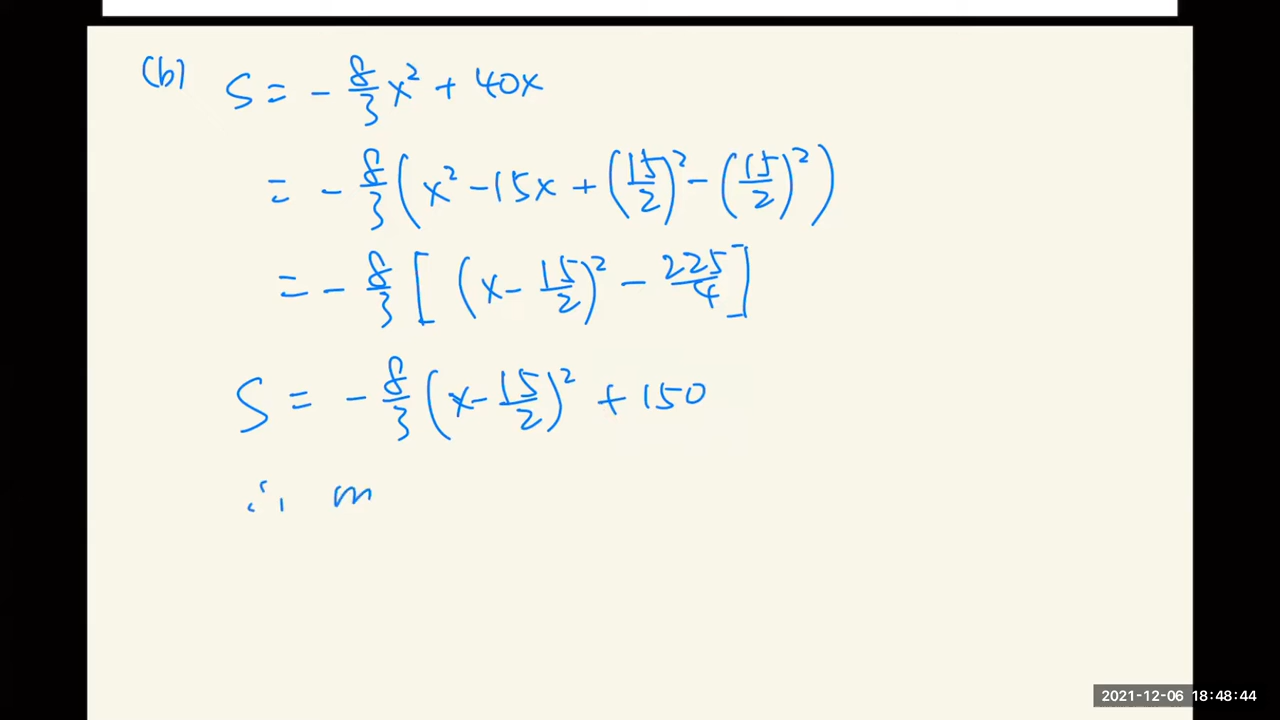 (b) S = - 8/3 x² + 40x
= - 8/3 ( x² - 15x + (15/2)² - (15/2)² )
= - 8/3 [ (x - 15/2)² - 225/4 ]
S = - 8/3 (x - 15/2)² + 150
∴ m
2021-12-06 18:48:44